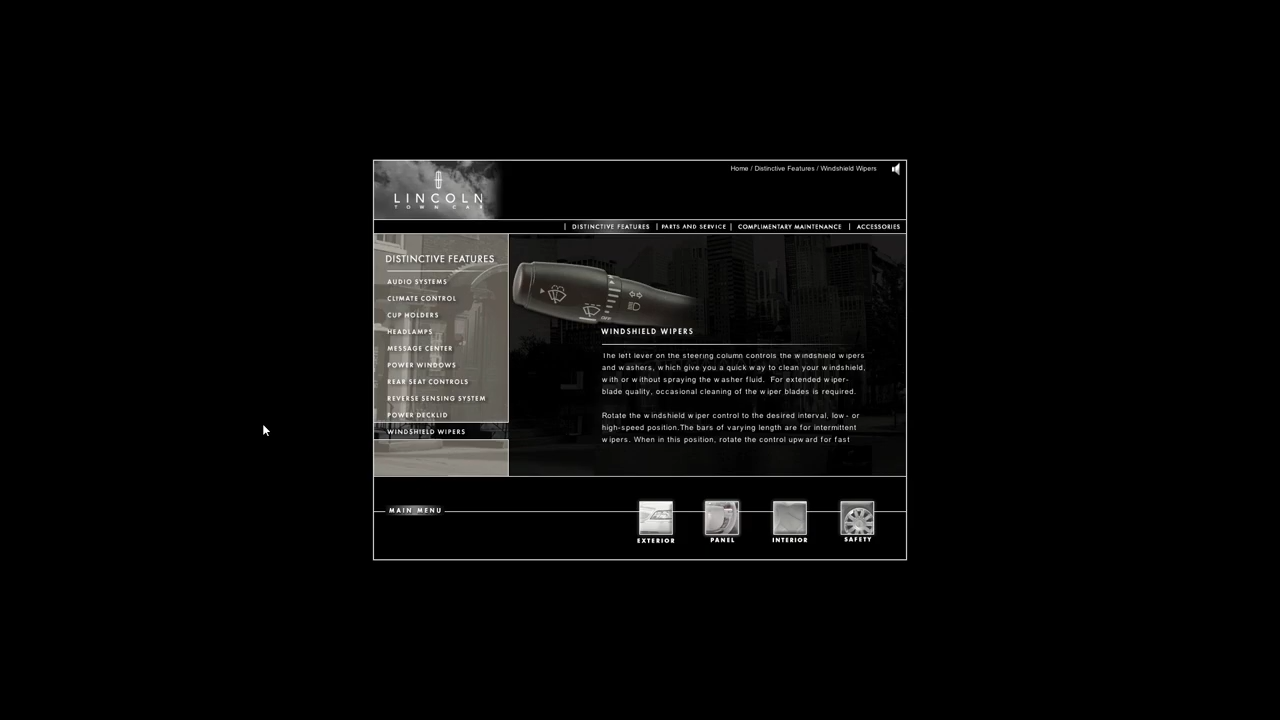 Home / Distinctive Features / Windshield Wipers
LINCOLN
TOWN CAR
DISTINCTIVE FEATURES | PARTS AND SERVICE | COMPLIMENTARY MAINTENANCE | ACCESSORIES
DISTINCTIVE FEATURES
AUDIO SYSTEMS
CLIMATE CONTROL
CUP HOLDERS
HEADLAMPS
MESSAGE CENTER
POWER WINDOWS
REAR SEAT CONTROLS
REVERSE SENSING SYSTEM
POWER DECKLID
WINDSHIELD WIPERS
OFF
WINDSHIELD WIPERS
The left lever on the steering column controls the windshield wipers
and washers, which give you a quick way to clean your windshield,
with or without spraying the washer fluid.  For extended wiper-
blade quality, occasional cleaning of the wiper blades is required.
Rotate the windshield wiper control to the desired interval, low- or
high-speed position.The bars of varying length are for intermittent
wipers. When in this position, rotate the control upward for fast
MAIN MENU
EXTERIOR
PANEL
INTERIOR
SAFETY